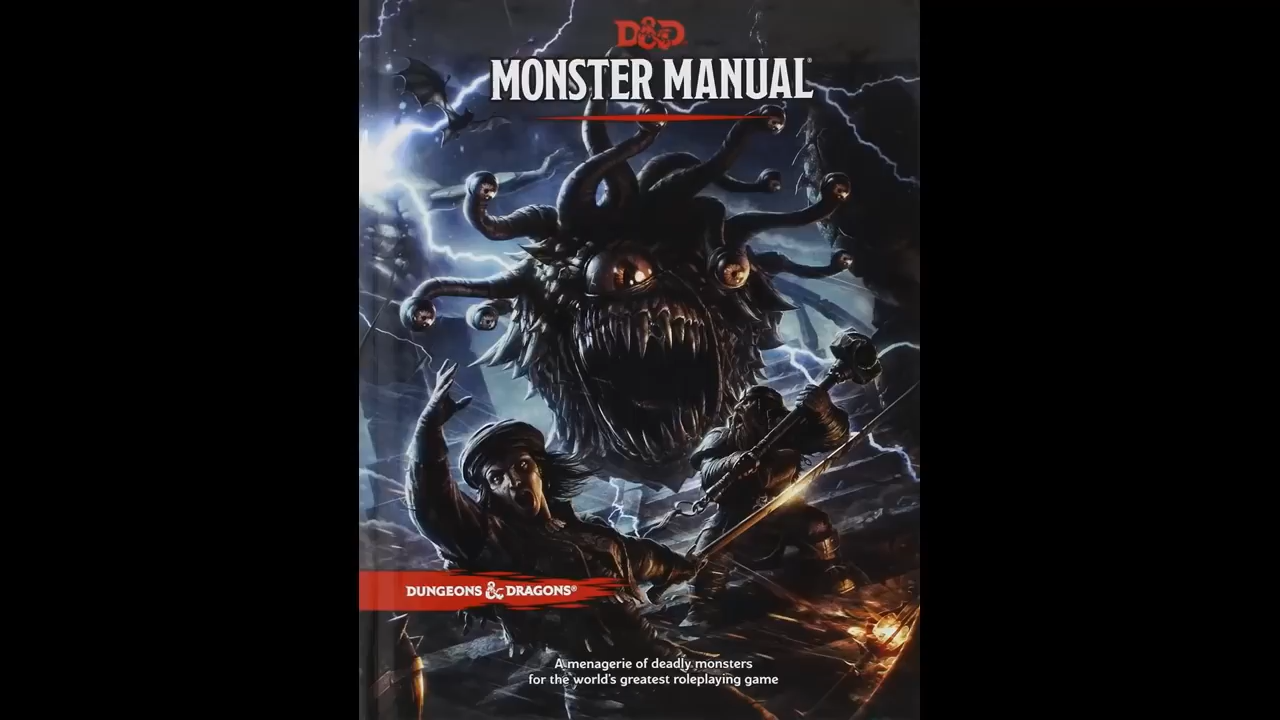 D&D
MONSTER MANUAL®
DUNGEONS & DRAGONS®
A menagerie of deadly monsters
for the world's greatest roleplaying game